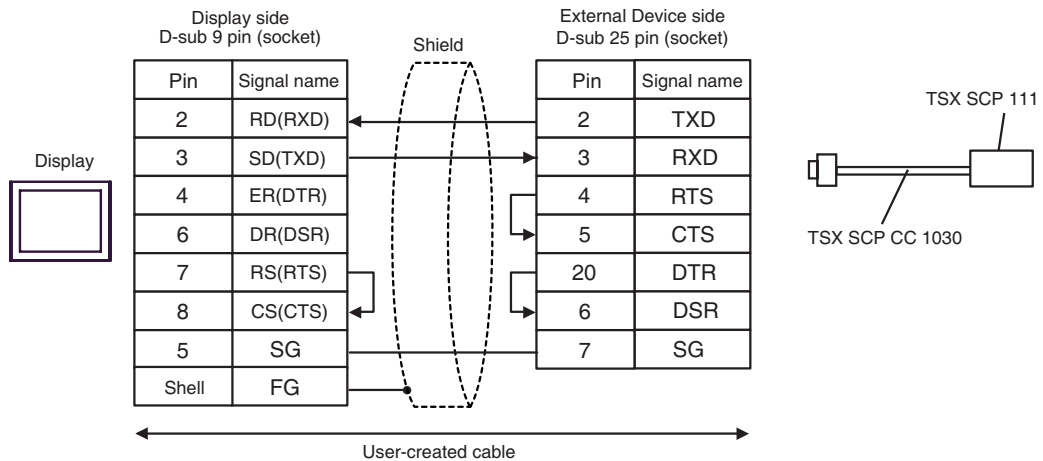 Display side
D-sub 9 pin (socket)
Shield
External Device side
D-sub 25 pin (socket)
Pin Signal name
2 RD(RXD)
3 SD(TXD)
4 ER(DTR)
6 DR(DSR)
7 RS(RTS)
8 CS(CTS)
5 SG
Shell FG
Pin Signal name
2 TXD
3 RXD
4 RTS
5 CTS
20 DTR
6 DSR
7 SG
Display
TSX SCP 111
TSX SCP CC 1030
User-created cable